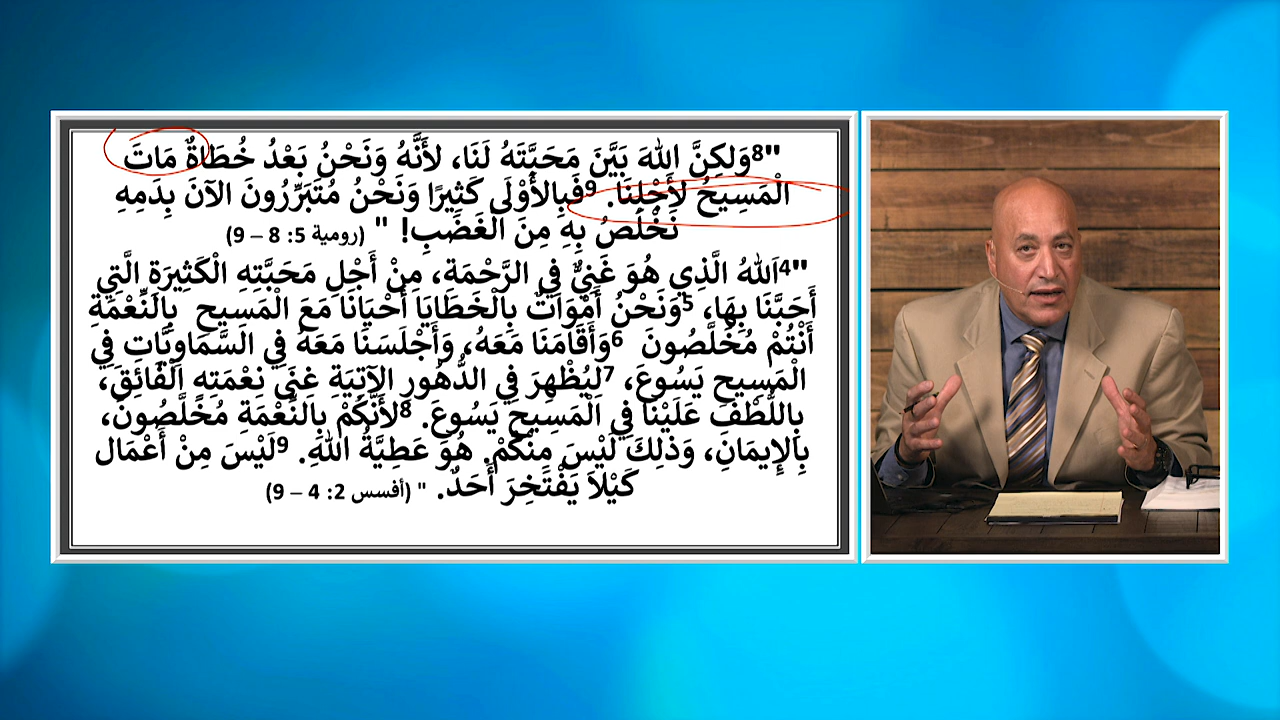 "8وَلكِنَّ اللهَ بَيَّنَ مَحَبَّتَهُ لَنَا، لأَنَّهُ وَنَحْنُ بَعْدُ خُطَاةٌ مَاتَ
الْمَسِيحُ لأَجْلِنَا. 9فَبِالأَوْلَى كَثِيرًا وَنَحْنُ مُتَبَرِّرُونَ الآنَ بِدَمِهِ
نَخْلُصُ بِهِ مِنَ الْغَضَبِ! " (رومية 5: 8 – 9)
"4اَللهُ الَّذِي هُوَ غَنِيٌّ فِي الرَّحْمَةِ، مِنْ أَجْلِ مَحَبَّتِهِ الْكَثِيرَةِ الَّتِي
أَحَبَّنَا بِهَا، 5وَنَحْنُ أَمْوَاتٌ بِالْخَطَايَا أَحْيَانَا مَعَ الْمَسِيحِ بِالنِّعْمَةِ
أَنْتُمْ مُخَلَّصُونَ 6وَأَقَامَنَا مَعَهُ، وَأَجْلَسَنَا مَعَهُ فِي السَّمَاوِيَّاتِ فِي
الْمَسِيحِ يَسُوعَ، 7لِيُظْهِرَ فِي الدُّهُورِ الآتِيَةِ غِنَى نِعْمَتِهِ الْفَائِقَ،
بِاللُّطْفِ عَلَيْنَا فِي الْمَسِيحِ يَسُوعَ. 8لأَنَّكُمْ بِالنِّعْمَةِ مُخَلَّصُونَ،
بِالإِيمَانِ، وَذلِكَ لَيْسَ مِنْكُمْ. هُوَ عَطِيَّةُ اللهِ. 9لَيْسَ مِنْ أَعْمَال
كَيْلاَ يَفْتَخِرَ أَحَدٌ. " (أفسس 2: 4 – 9)